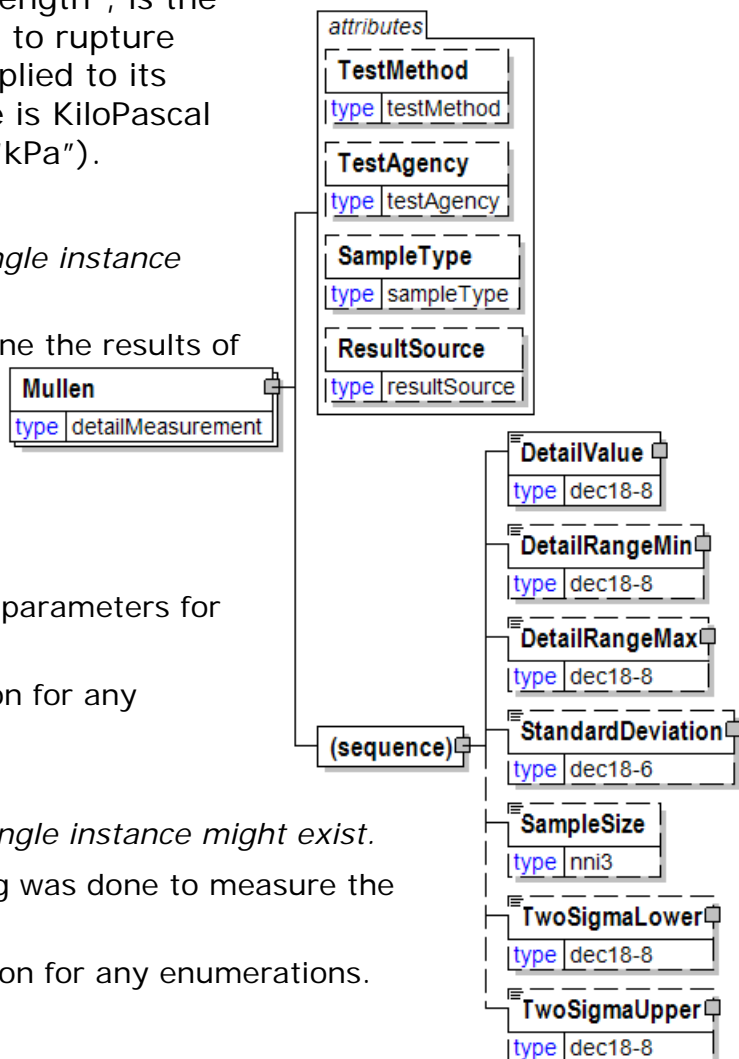 ength", is the
to rupture
plied to its
is KiloPascal
kPa").
ngle instance
ne the results of
parameters for
on for any
ngle instance might exist.
g was done to measure the
on for any enumerations.
Mullen
type detailMeasurement
attributes
TestMethod
type testMethod
TestAgency
type testAgency
SampleType
type sampleType
ResultSource
type resultSource
(sequence)
DetailValue
type dec18-8
DetailRangeMin
type dec18-8
DetailRangeMax
type dec18-8
StandardDeviation
type dec18-6
SampleSize
type nni3
TwoSigmaLower
type dec18-8
TwoSigmaUpper
type dec18-8